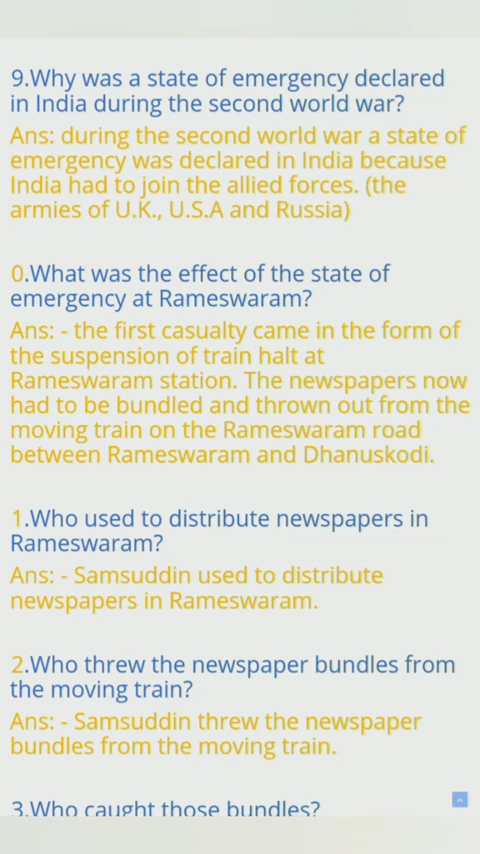 9.Why was a state of emergency declared
in India during the second world war?
Ans: during the second world war a state of
emergency was declared in India because
India had to join the allied forces. (the
armies of U.K., U.S.A and Russia)
0.What was the effect of the state of
emergency at Rameswaram?
Ans: - the first casualty came in the form of
the suspension of train halt at
Rameswaram station. The newspapers now
had to be bundled and thrown out from the
moving train on the Rameswaram road
between Rameswaram and Dhanuskodi.
1.Who used to distribute newspapers in
Rameswaram?
Ans: - Samsuddin used to distribute
newspapers in Rameswaram.
2.Who threw the newspaper bundles from
the moving train?
Ans: - Samsuddin threw the newspaper
bundles from the moving train.
3.Who caught those bundles?